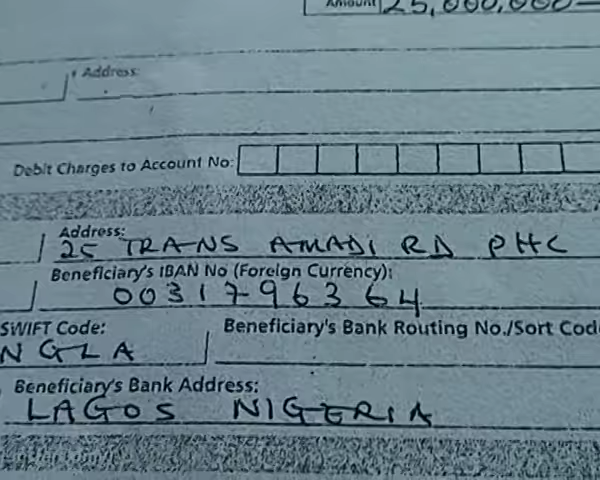 Amount 25,000,000=
Address:
Debit Charges to Account No:
Address:
25 TRANS AMADI RD PHC
Beneficiary's IBAN No (Foreign Currency):
0031796364
SWIFT Code: Beneficiary's Bank Routing No./Sort Cod
NGLA
Beneficiary's Bank Address:
LAGOS NIGERIA